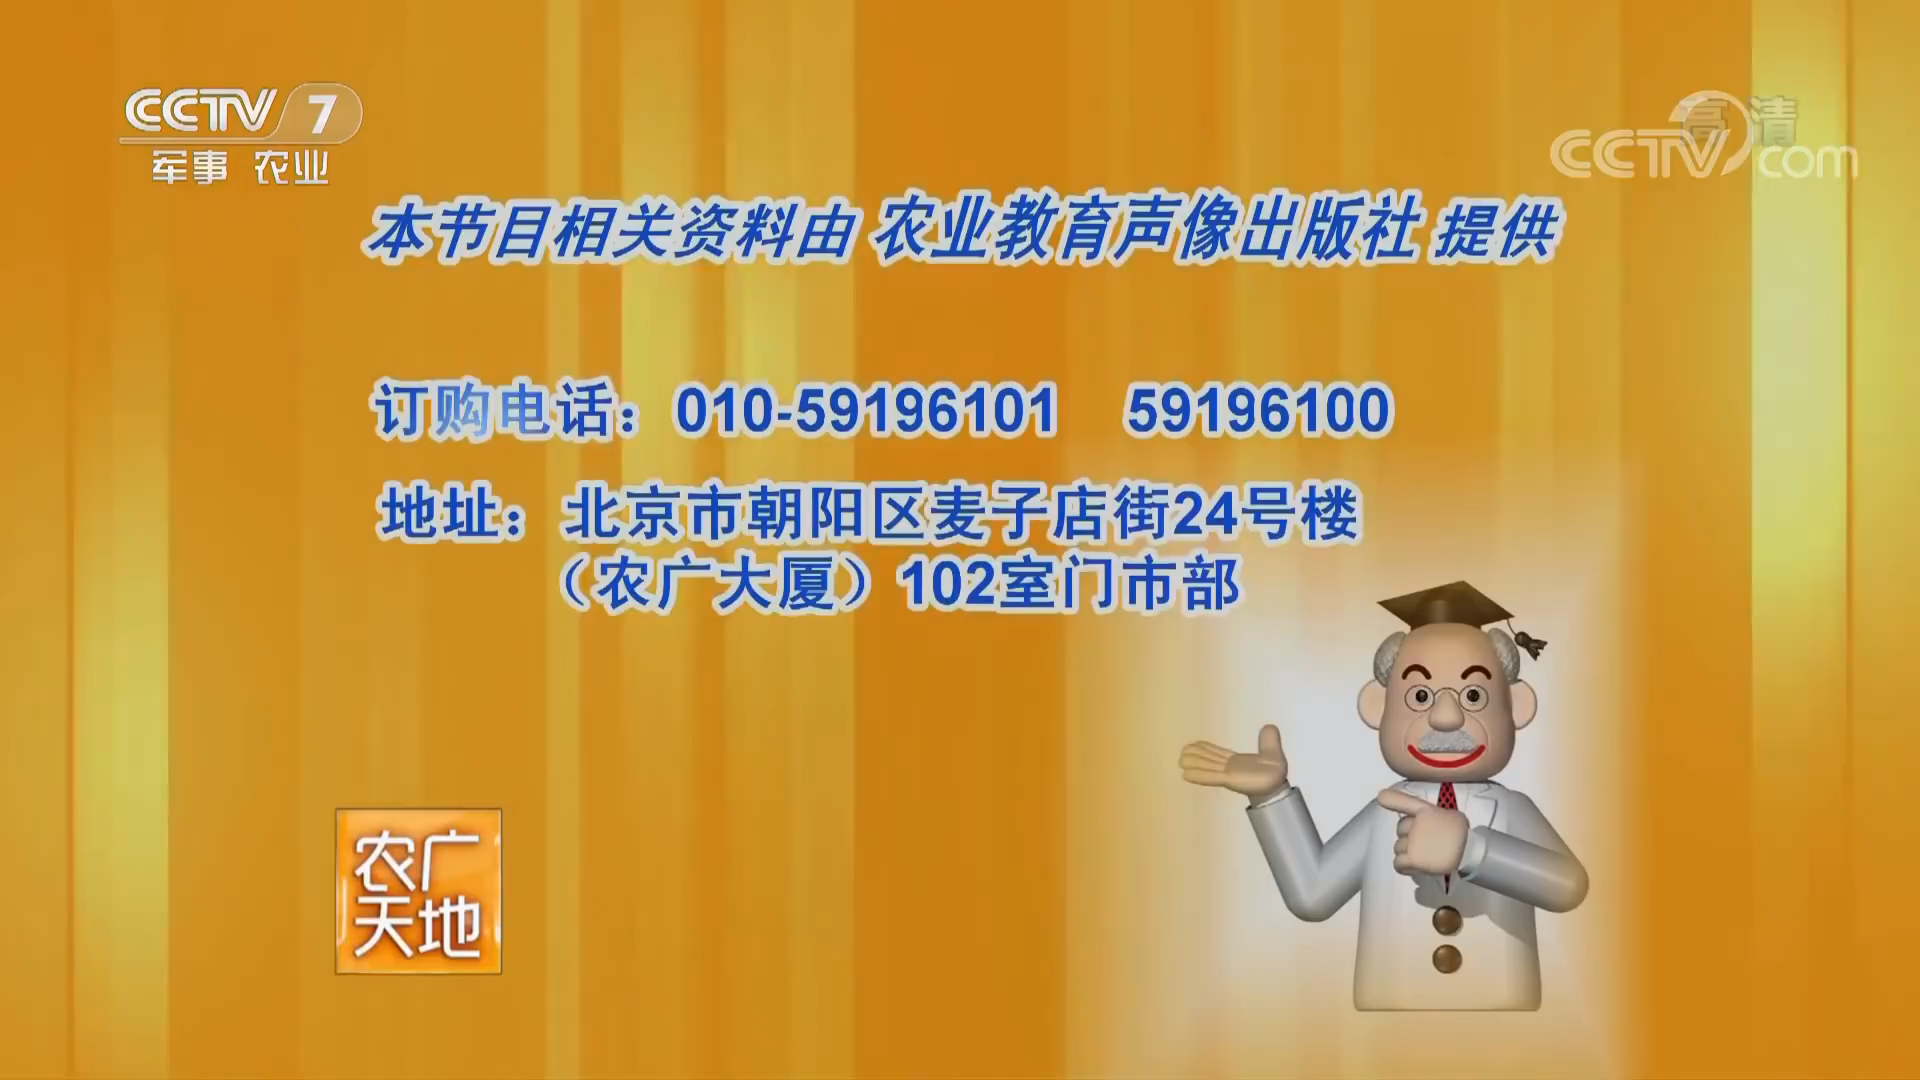 CCTV 7
军事 农业
高清
CCTV.com
本节目相关资料由 农业教育声像出版社 提供
订购电话：010-59196101 59196100
地址：北京市朝阳区麦子店街24号楼
（农广大厦）102室门市部
农广
天地